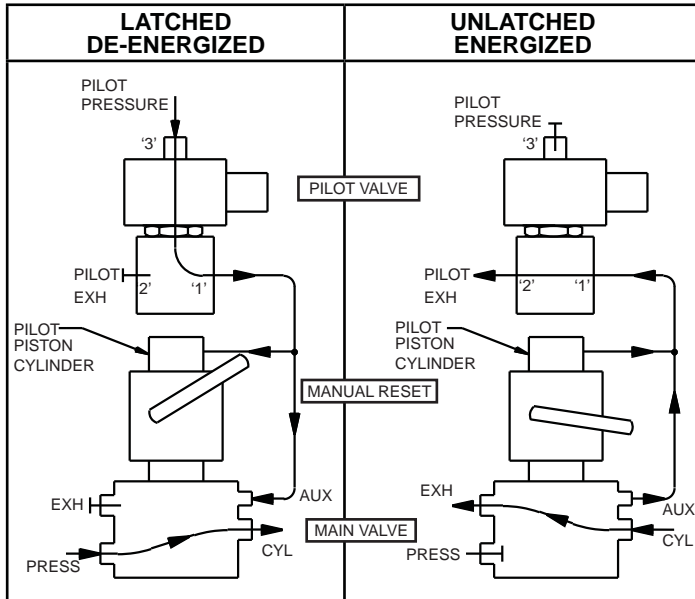 LATCHED
DE-ENERGIZED
UNLATCHED
ENERGIZED
PILOT
PRESSURE
'3'
PILOT
PRESSURE
'3'
PILOT VALVE
PILOT
EXH
2'
'1'
PILOT
EXH
'2'
'1'
PILOT
PISTON
CYLINDER
PILOT
PISTON
CYLINDER
MANUAL RESET
EXH
AUX
EXH
AUX
MAIN VALVE
PRESS
CYL
PRESS
CYL